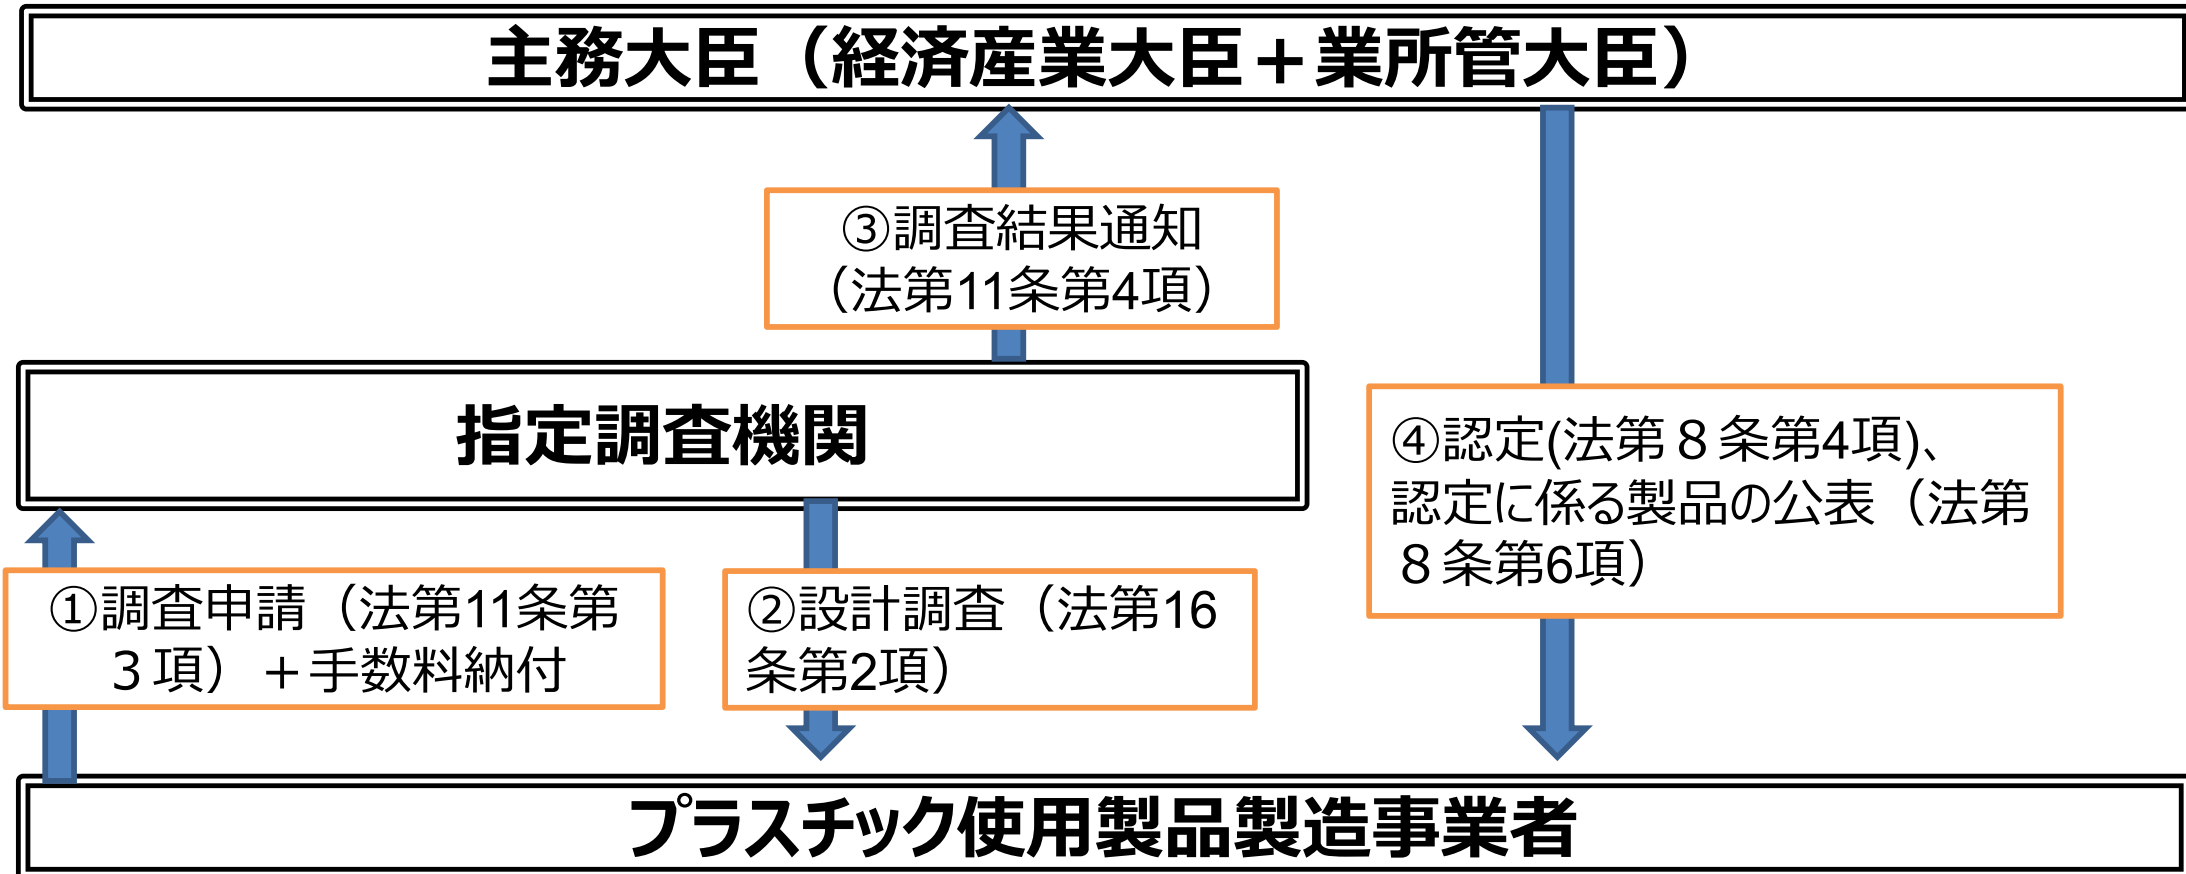 主務大臣（経済産業大臣＋業所管大臣）
③調査結果通知
（法第11条第4項）
指定調査機関
④認定(法第８条第4項)、
認定に係る製品の公表（法第
８条第6項）
①調査申請（法第11条第
３項）＋手数料納付
②設計調査（法第16
条第2項）
プラスチック使用製品製造事業者